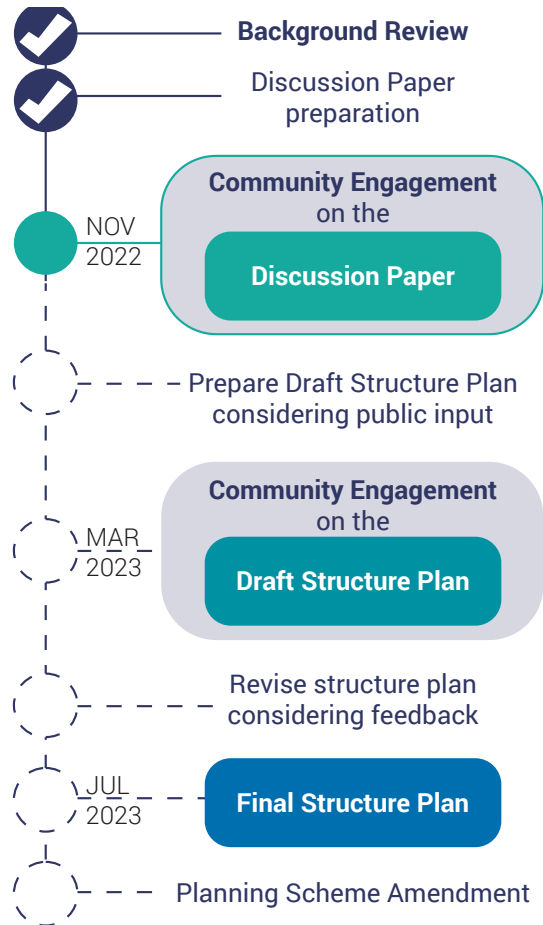 Background Review
Discussion Paper
preparation
NOV
2022
Community Engagement
on the
Discussion Paper
Prepare Draft Structure Plan
considering public input
MAR
2023
Community Engagement
on the
Draft Structure Plan
Revise structure plan
considering feedback
JUL
2023
Final Structure Plan
Planning Scheme Amendment